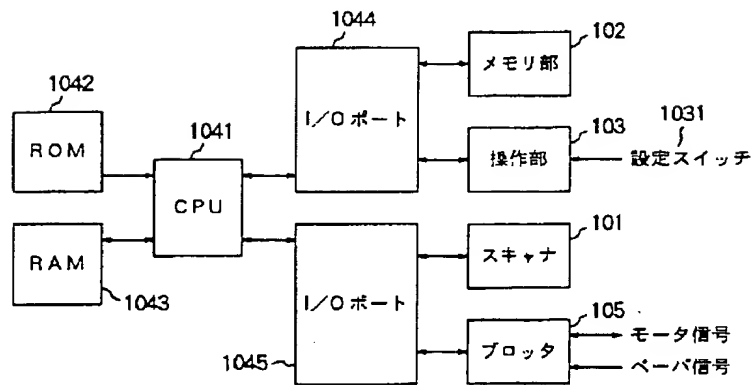 1044
102
メモリ部
1042
ROM
1041
CPU
I/Oポート
103
操作部
1031
設定スイッチ
RAM
1043
101
スキャナ
I/Oポート
1045
105
プロッタ
モータ信号
ペーパ信号